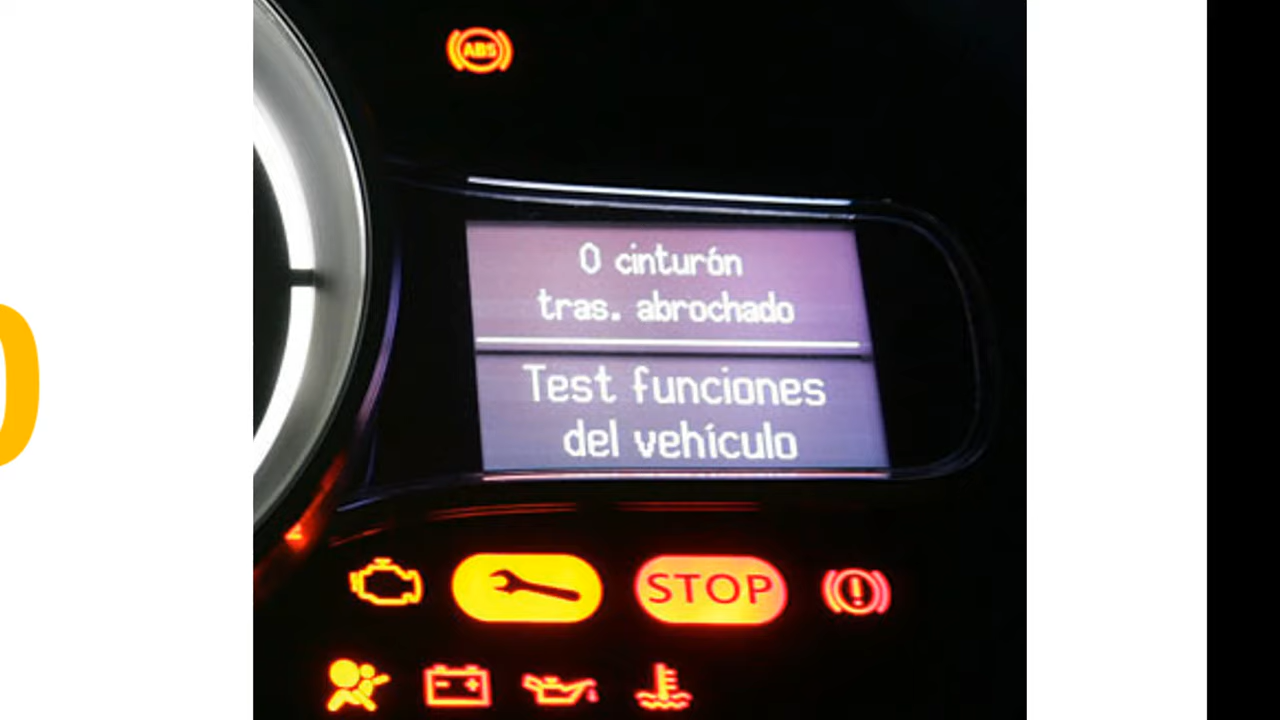 ABS
0 cinturón
tras. abrochado
Test funciones
del vehículo
STOP